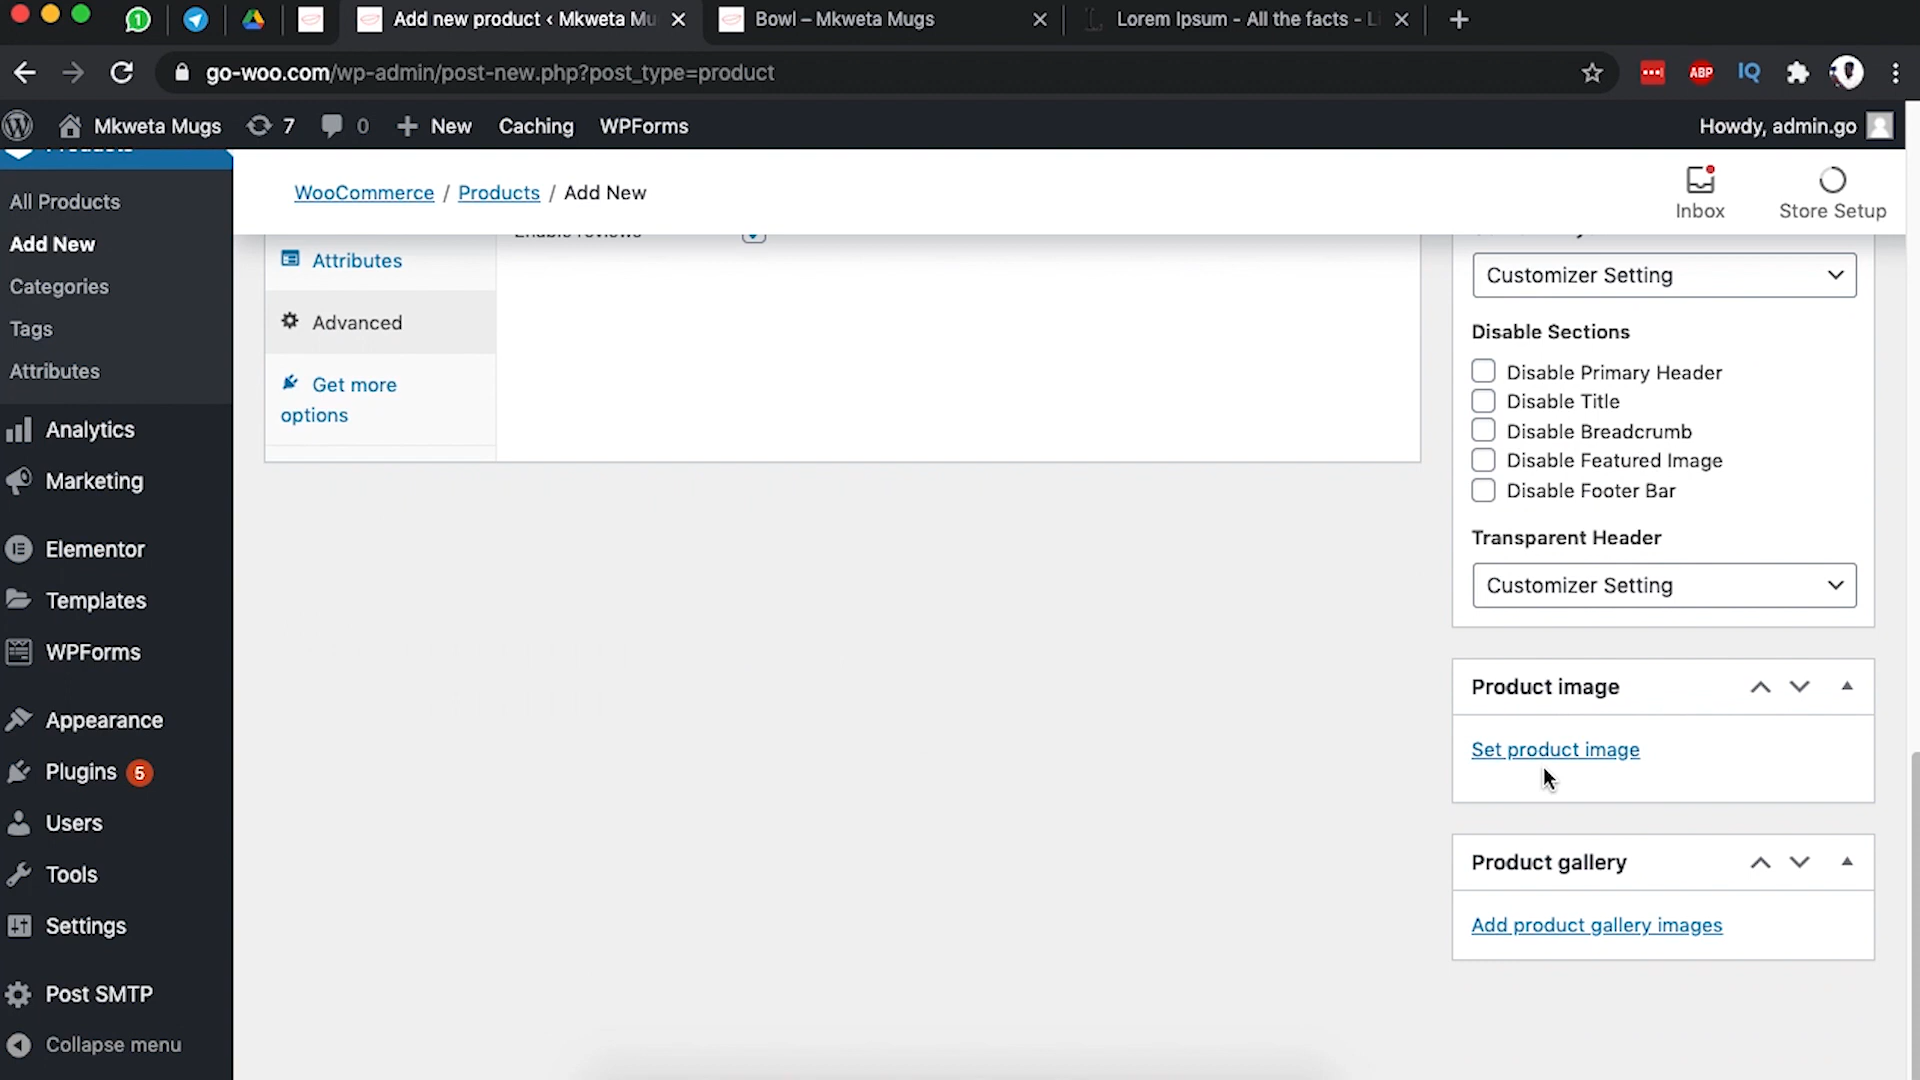 Add new product ‹ Mkweta Mu
Bowl – Mkweta Mugs
Lorem Ipsum - All the facts - Li
go-woo.com/wp-admin/post-new.php?post_type=product
ABP
IQ
Mkweta Mugs
7
0
New
Caching
WPForms
Howdy, admin.go
Products
All Products
Add New
Categories
Tags
Attributes
Analytics
Marketing
Elementor
Templates
WPForms
Appearance
Plugins 5
Users
Tools
Settings
Post SMTP
Collapse menu
WooCommerce / Products / Add New
Inbox
Store Setup
Enable reviews
Attributes
Advanced
Get more
options
Customizer Setting
Disable Sections
Disable Primary Header
Disable Title
Disable Breadcrumb
Disable Featured Image
Disable Footer Bar
Transparent Header
Customizer Setting
Product image
Set product image
Product gallery
Add product gallery images